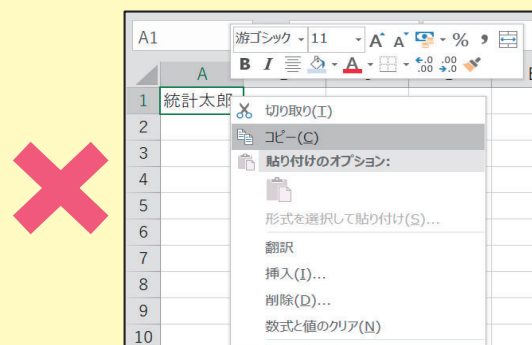 A1
游ゴシック 11 A A % ,
B I A .00 .00
A
1 統計太郎
切り取り(T)
2
コピー(C)
3
貼り付けのオプション:
4
5
形式を選択して貼り付け(S)...
6
翻訳
7
挿入(I)...
8
削除(D)...
9
数式と値のクリア(N)
10